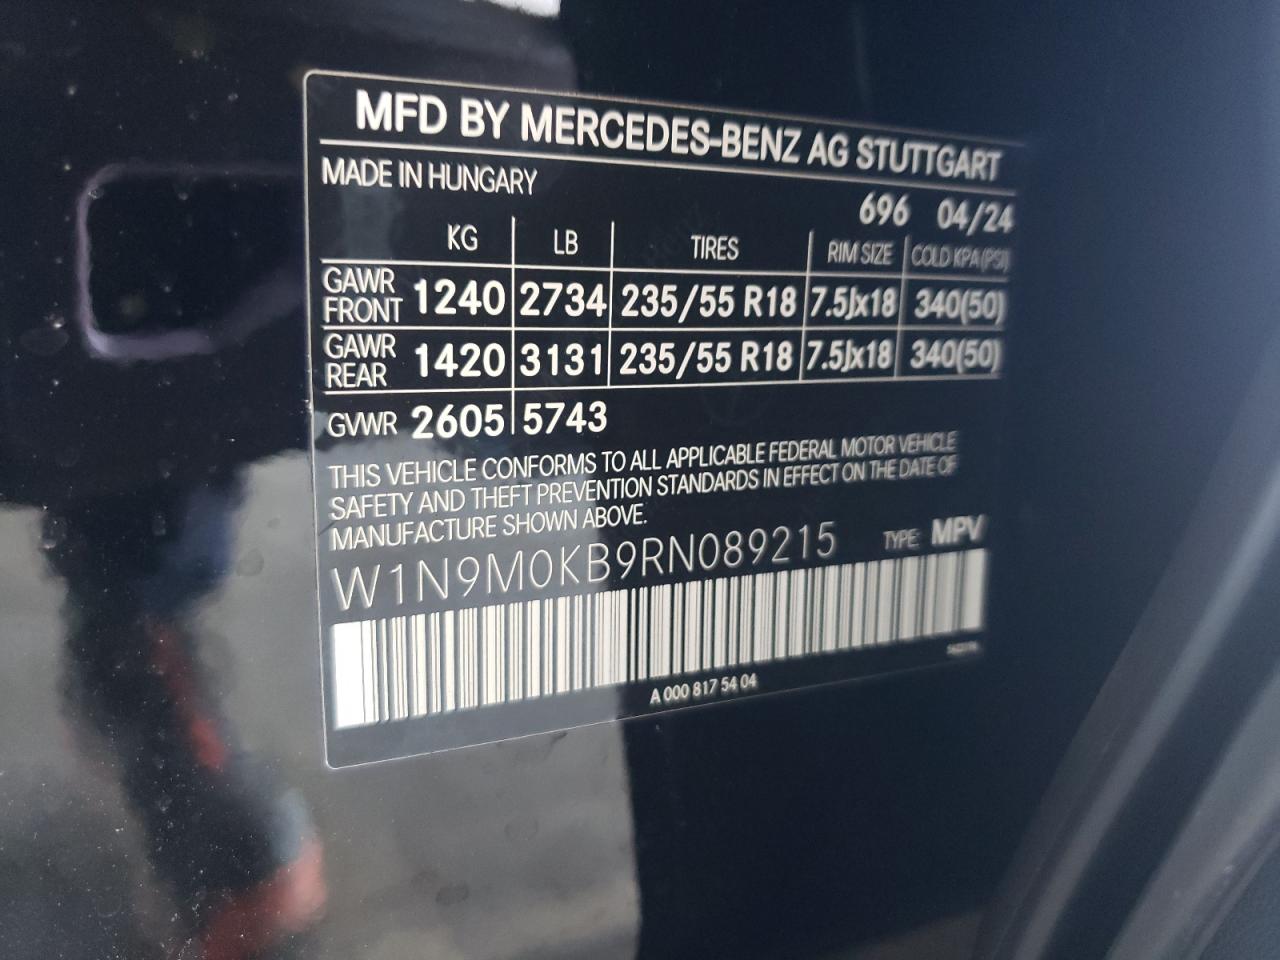 MFD BY MERCEDES-BENZ AG STUTTGART
MADE IN HUNGARY
696 04/24
KG LB TIRES RIM SIZE COLD KPA (PSI)
GAWR FRONT 1240 2734 235/55 R18 7.5Jx18 340(50)
GAWR REAR 1420 3131 235/55 R18 7.5Jx18 340(50)
GVWR 2605 5743
THIS VEHICLE CONFORMS TO ALL APPLICABLE FEDERAL MOTOR VEHICLE
SAFETY AND THEFT PREVENTION STANDARDS IN EFFECT ON THE DATE OF
MANUFACTURE SHOWN ABOVE.
W1N9M0KB9RN089215 TYPE: MPV
A 000 817 54 04